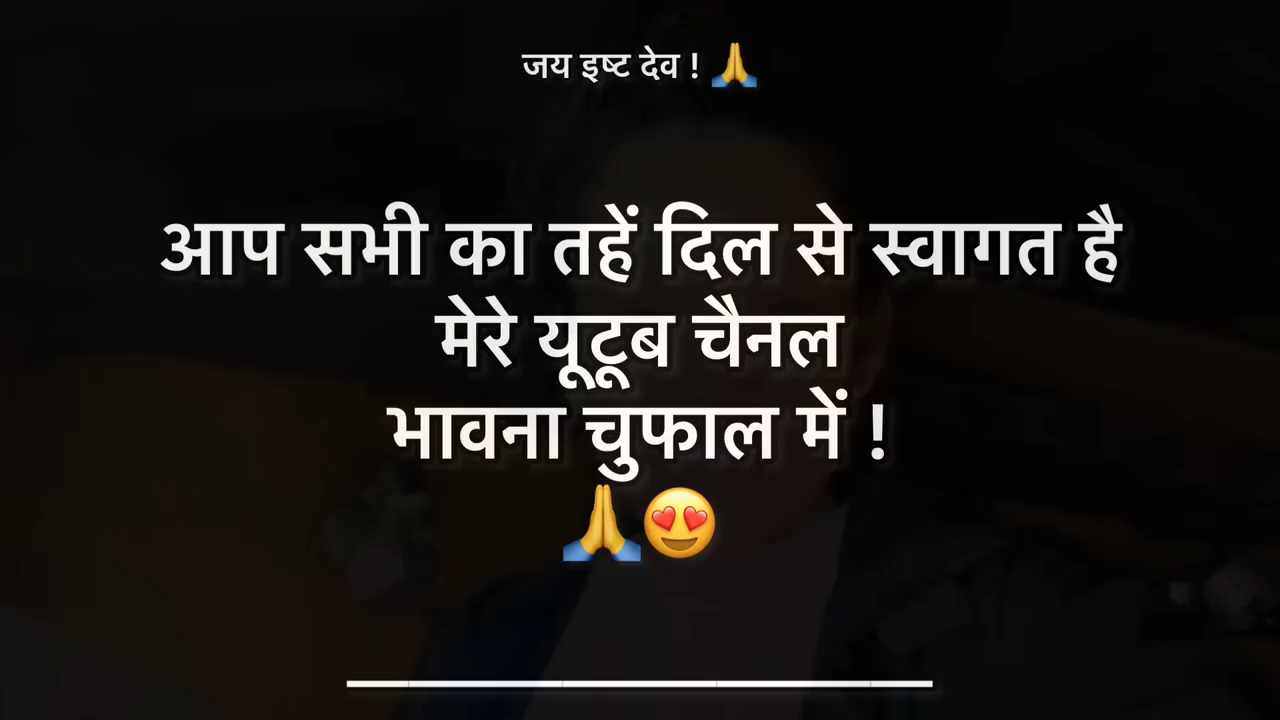 जय इष्ट देव ! 🙏
आप सभी का तहें दिल से स्वागत है
मेरे यूटूब चैनल
भावना चुफाल में !
🙏😍